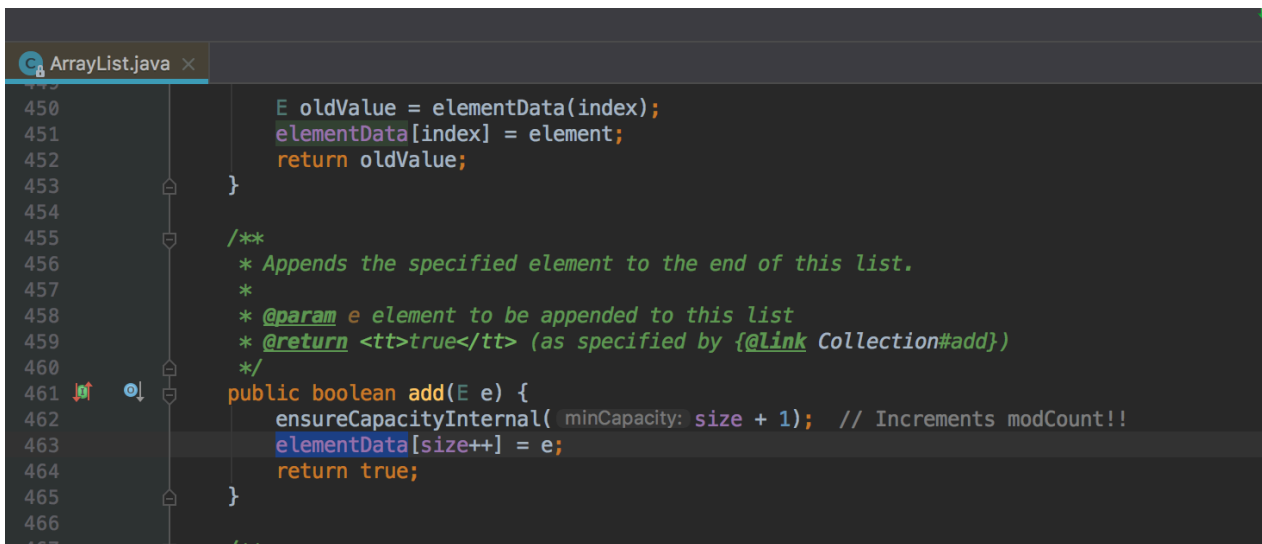 ArrayList.java
449
450 E oldValue = elementData(index);
451 elementData[index] = element;
452 return oldValue;
453 }
454
455 /**
456 * Appends the specified element to the end of this list.
457 *
458 * @param e element to be appended to this list
459 * @return <tt>true</tt> (as specified by {@link Collection#add})
460 */
461 public boolean add(E e) {
462 ensureCapacityInternal( minCapacity: size + 1);  // Increments modCount!!
463 elementData[size++] = e;
464 return true;
465 }
466